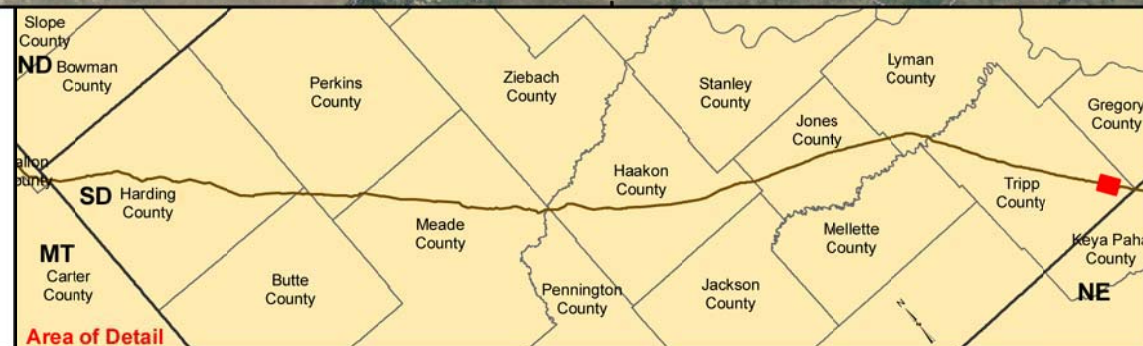 Slope
County
ND
Bowman
County
Perkins
County
Ziebach
County
Stanley
County
Lyman
County
Gregory
County
Jones
County
Haakon
County
SD
Harding
County
Meade
County
Tripp
County
Mellette
County
Keya Paha
County
MT
Carter
County
Butte
County
Pennington
County
Jackson
County
N
NE
Area of Detail